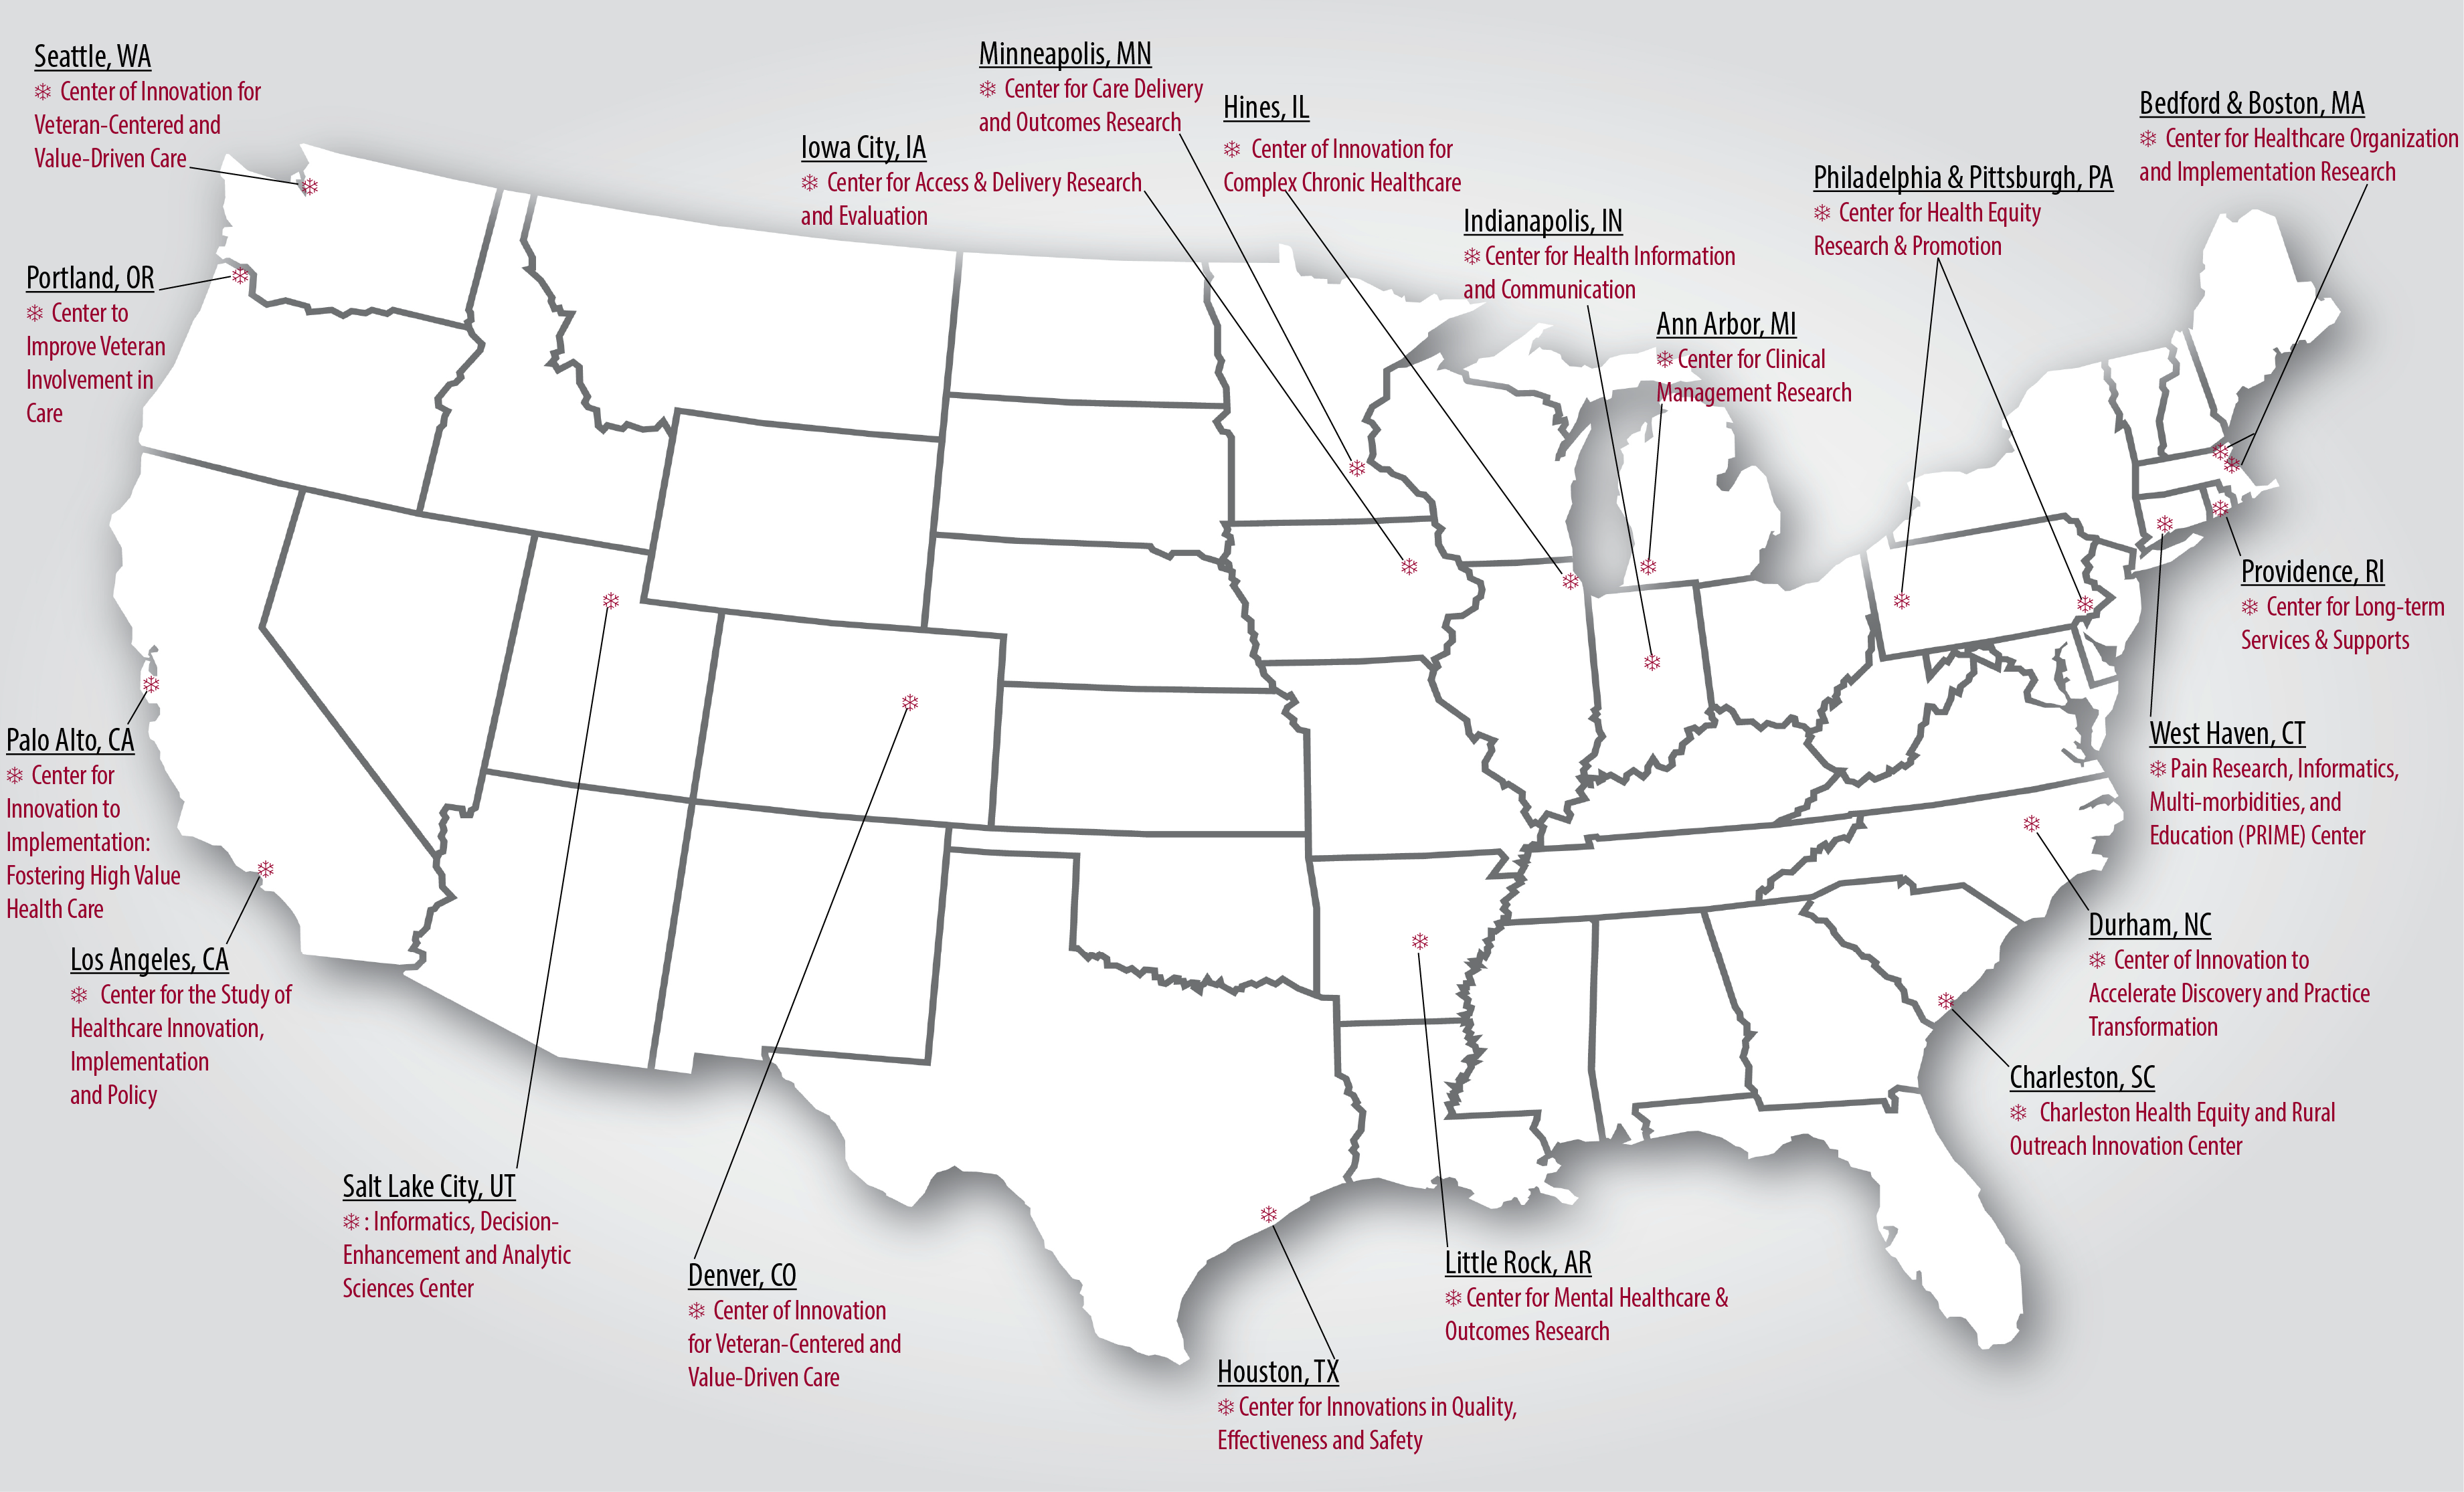 Seattle, WA
❄ Center of Innovation for
Veteran-Centered and
Value-Driven Care
Portland, OR
❄ Center to
Improve Veteran
Involvement in
Care
Palo Alto, CA
❄ Center for
Innovation to
Implementation:
Fostering High Value
Health Care
Los Angeles, CA
❄ Center for the Study of
Healthcare Innovation,
Implementation
and Policy
Salt Lake City, UT
❄ : Informatics, Decision-
Enhancement and Analytic
Sciences Center
Denver, CO
❄ Center of Innovation
for Veteran-Centered and
Value-Driven Care
Iowa City, IA
❄ Center for Access & Delivery Research
and Evaluation
Minneapolis, MN
❄ Center for Care Delivery
and Outcomes Research
Hines, IL
❄ Center of Innovation for
Complex Chronic Healthcare
Indianapolis, IN
❄ Center for Health Information
and Communication
Ann Arbor, MI
❄ Center for Clinical
Management Research
Philadelphia & Pittsburgh, PA
❄ Center for Health Equity
Research & Promotion
Bedford & Boston, MA
❄ Center for Healthcare Organization
and Implementation Research
Providence, RI
❄ Center for Long-term
Services & Supports
West Haven, CT
❄ Pain Research, Informatics,
Multi-morbidities, and
Education (PRIME) Center
Durham, NC
❄ Center of Innovation to
Accelerate Discovery and Practice
Transformation
Charleston, SC
❄ Charleston Health Equity and Rural
Outreach Innovation Center
Little Rock, AR
❄ Center for Mental Healthcare &
Outcomes Research
Houston, TX
❄ Center for Innovations in Quality,
Effectiveness and Safety